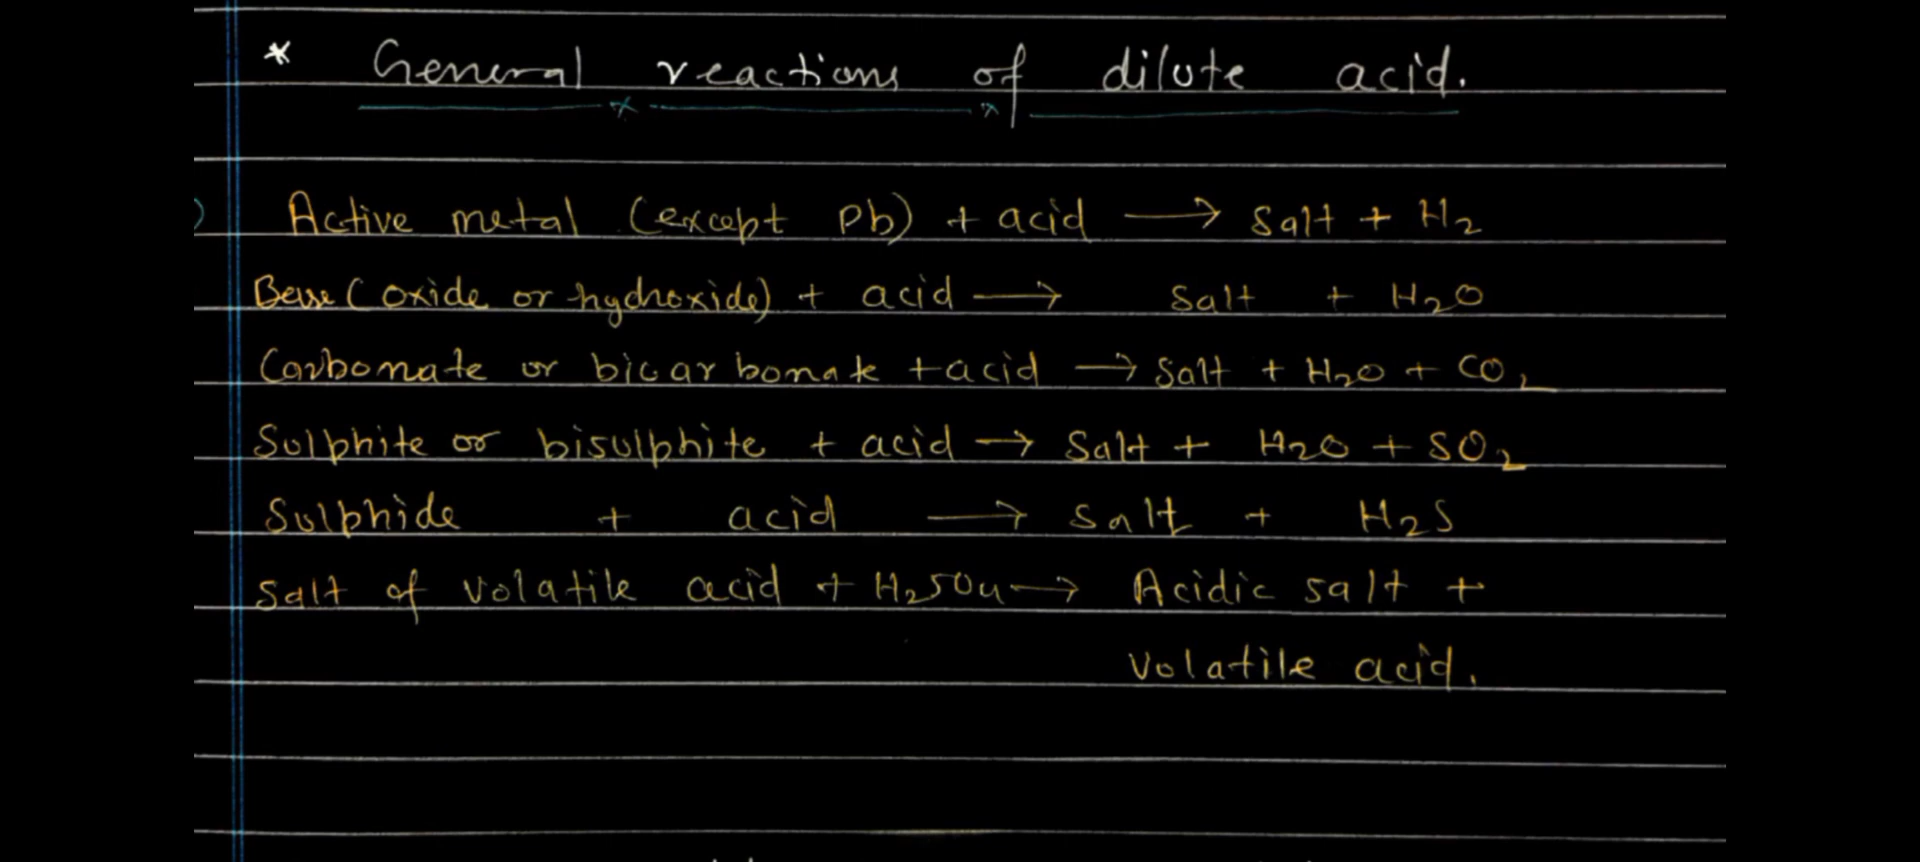 * General reactions of dilute acid.
) Active metal (except Pb) + acid → Salt + H₂
Base (oxide or hydroxide) + acid → Salt + H₂O
Carbonate or bicarbonate + acid → Salt + H₂O + CO₂
Sulphite or bisulphite + acid → Salt + H₂O + SO₂
Sulphide + acid → Salt + H₂S
Salt of volatile acid + H₂SO₄ → Acidic salt +
volatile acid.